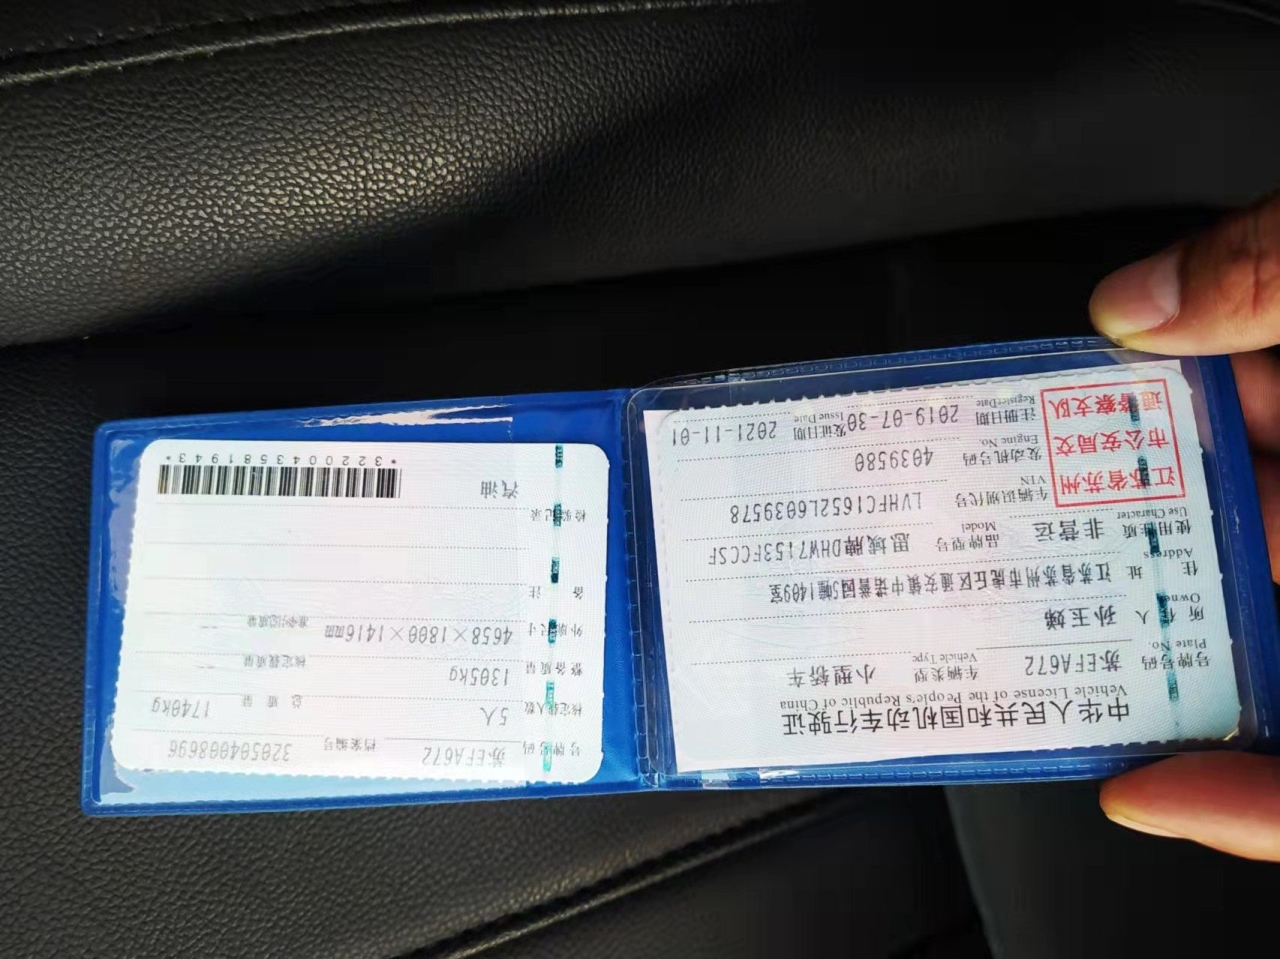 中华人民共和国机动车行驶证
Vehicle License of the People's Republic of China
号牌号码 苏EFA672 车辆类型 小型轿车
Plate No. Vehicle Type
所有人 孙玉娣
Owner
住址 江苏省苏州市虎丘区通安镇中诺誉园5幢1409室
Address
使用性质 非营运 品牌型号 思域牌DHW7153FCCSF
Use Character Model
江苏省苏州
市公安局交
通警察支队
车辆识别代号 LVHFC1652L6039578
VIN
发动机号码 4039580
Engine No.
注册日期 2019-07-30 发证日期 2021-11-01
Register Date Issue Date
号牌号码 苏EFA672 档案编号 320504008696
核定载人数 5人 总质量 1740kg
整备质量 1305kg 核定载质量
外廓尺寸 4658×1800×1416mm 准牵引总质量
备注
检验记录
汽油
*3220043581943*